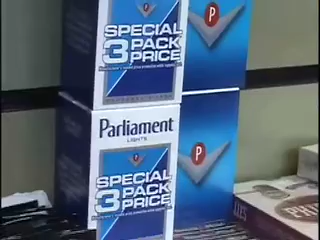 SPECIAL
3 PACK
PRICE
P
Parliament
LIGHTS
P
SPECIAL
3 PACK
PRICE